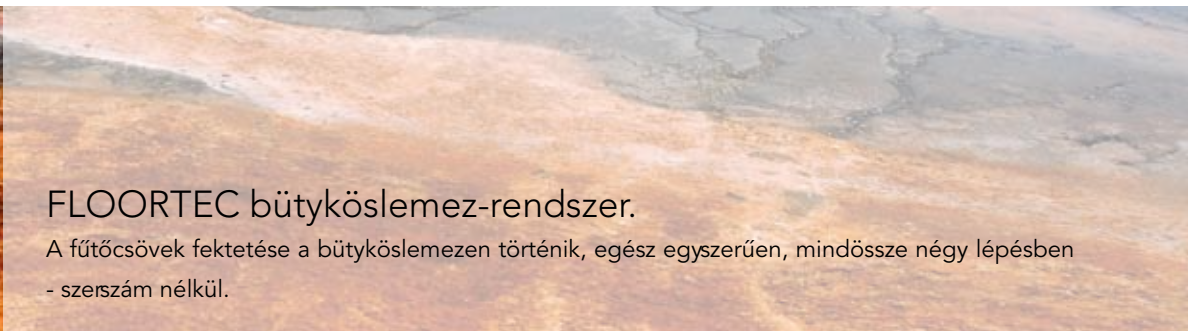 FLOORTEC bütyköslemez-rendszer.
A fűtőcsövek fektetése a bütyköslemezen történik, egész egyszerűen, mindössze négy lépésben
- szerszám nélkül.